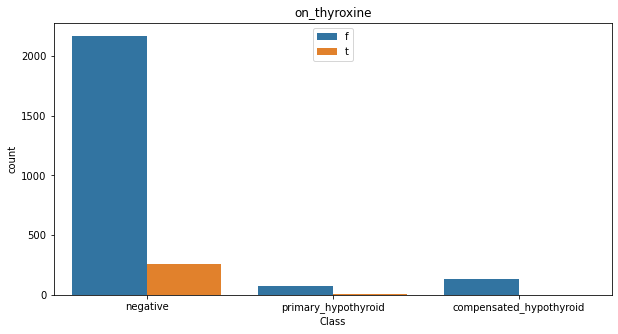 on_thyroxine
f
t
count
2000
1500
1000
500
0
negative
primary_hypothyroid
compensated_hypothyroid
Class